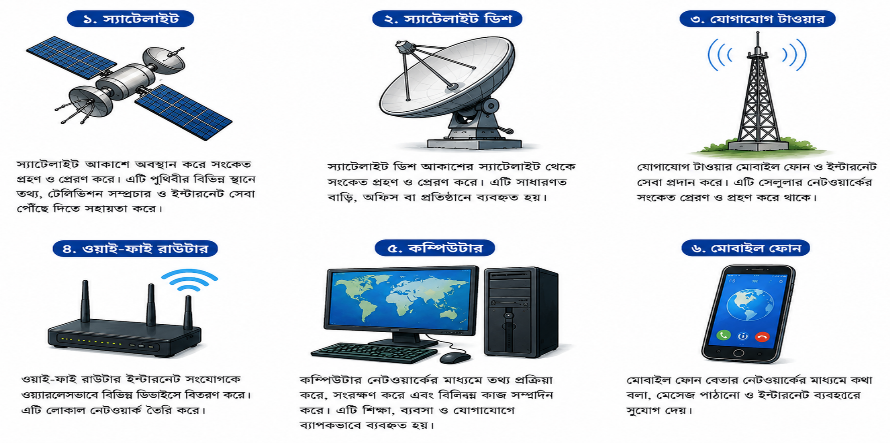 ১. স্যাটেলাইট
স্যাটেলাইট আকাশে অবস্থান করে সংকেত
গ্রহণ ও প্রেরণ করে। এটি পৃথিবীর বিভিন্ন স্থানে
তথ্য, টেলিভিশন সম্প্রচার ও ইন্টারনেট সেবা
পৌঁছে দিতে সহায়তা করে।
২. স্যাটেলাইট ডিশ
স্যাটেলাইট ডিশ আকাশের স্যাটেলাইট থেকে
সংকেত গ্রহণ ও প্রেরণ করে। এটি সাধারণত
বাড়ি, অফিস বা প্রতিষ্ঠানে ব্যবহৃত হয়।
৩. যোগাযোগ টাওয়ার
যোগাযোগ টাওয়ার মোবাইল ফোন ও ইন্টারনেট
সেবা প্রদান করে। এটি সেলুলার নেটওয়ার্কের
সংকেত প্রেরণ ও গ্রহণ করে থাকে।
৪. ওয়াই-ফাই রাউটার
ওয়াই-ফাই রাউটার ইন্টারনেট সংযোগকে
ওয়্যারলেসভাবে বিভিন্ন ডিভাইসে বিতরণ করে।
এটি লোকাল নেটওয়ার্ক তৈরি করে।
৫. কম্পিউটার
কম্পিউটার নেটওয়ার্কের মাধ্যমে তথ্য প্রক্রিয়া
করে, সংরক্ষণ করে এবং কাজ
করে। এটি শিক্ষা, ব্যবসা ও যোগাযোগে
ব্যাপকভাবে ব্যবহৃত হয়।
৬. মোবাইল ফোন
মোবাইল ফোন বেতার নেটওয়ার্কের মাধ্যমে কথা
বলা, মেসেজ পাঠানো ও ইন্টারনেট ব্যবহারে
সুযোগ দেয়।